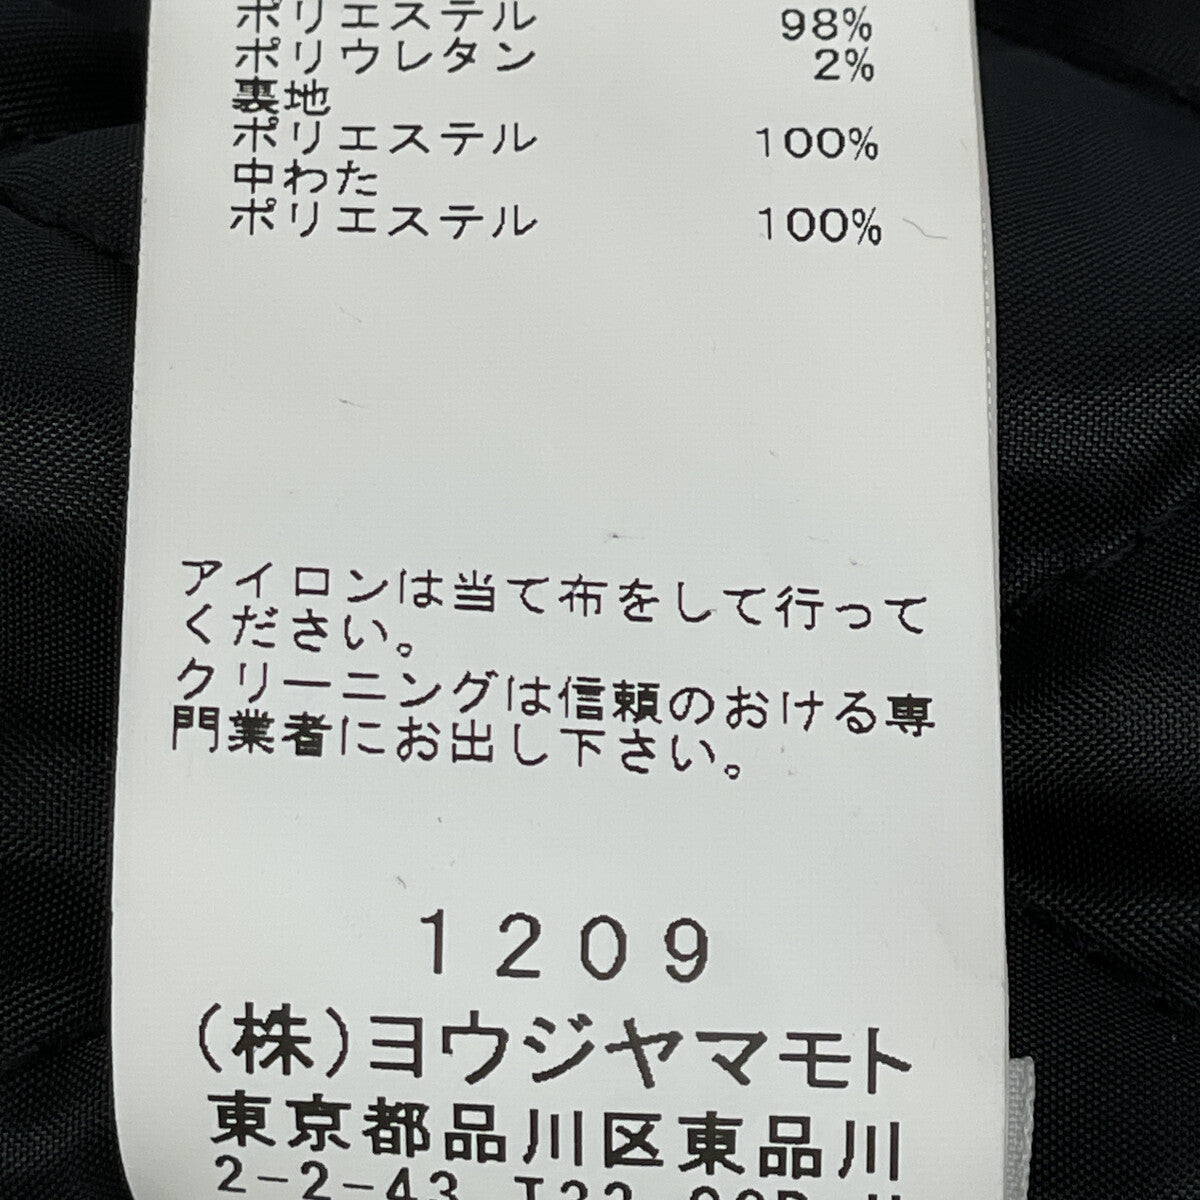 ポリエステル 98%
ポリウレタン 2%
裏地
ポリエステル 100%
中わた
ポリエステル 100%
アイロンは当て布をして行って
ください。
クリーニングは信頼のおける専
門業者にお出し下さい。
1209
(株)ヨウジヤマモト
東京都品川区東品川
2-2-43